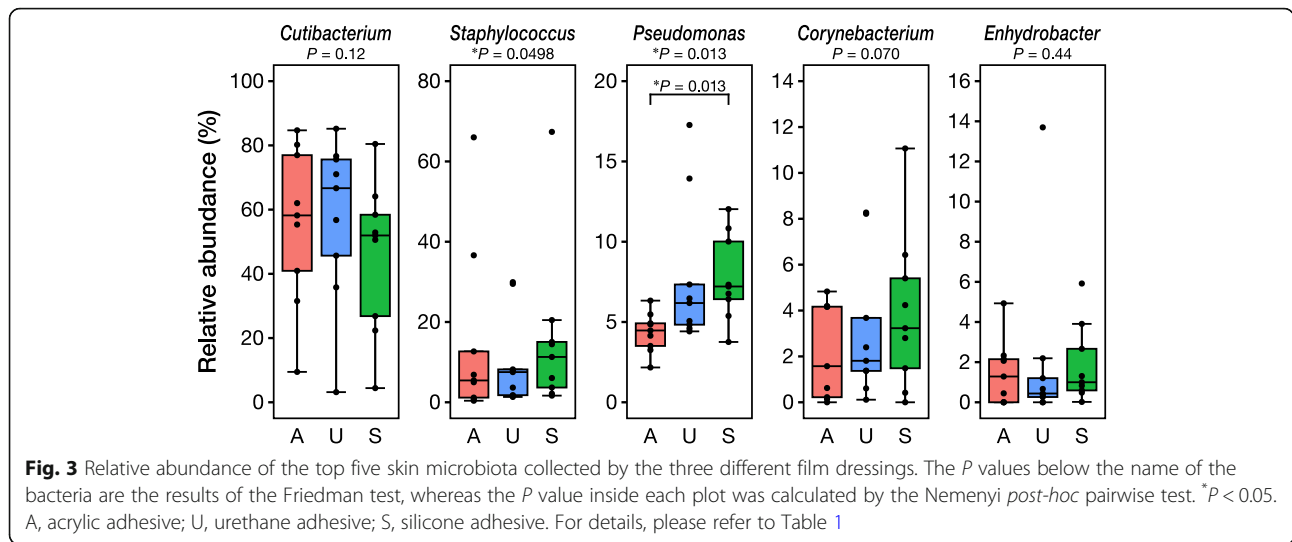 Cutibacterium Staphylococcus Pseudomonas Corynebacterium Enhydrobacter
P = 0.12 *P = 0.0498 *P = 0.013 P = 0.070 P = 0.44
Relative abundance (%)
100
80
60
40
20
0
A U S
80
60
40
20
0
A U S
*P = 0.013
20
15
10
5
0
A U S
14
12
10
8
6
4
2
0
A U S
16
14
12
10
8
6
4
2
0
A U S
Fig. 3 Relative abundance of the top five skin microbiota collected by the three different film dressings. The P values below the name of the
bacteria are the results of the Friedman test, whereas the P value inside each plot was calculated by the Nemenyi post-hoc pairwise test. *P < 0.05.
A, acrylic adhesive; U, urethane adhesive; S, silicone adhesive. For details, please refer to Table 1